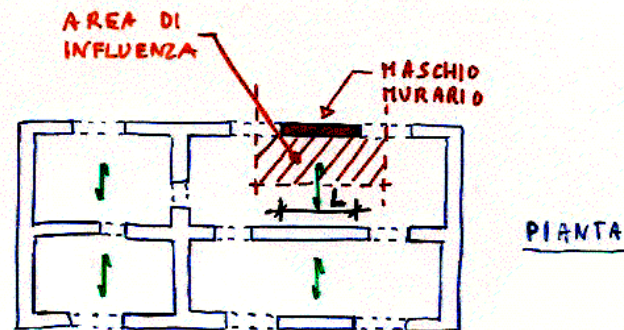 AREA DI
INFLUENZA
MASCHIO
MURARIO
L
PIANTA